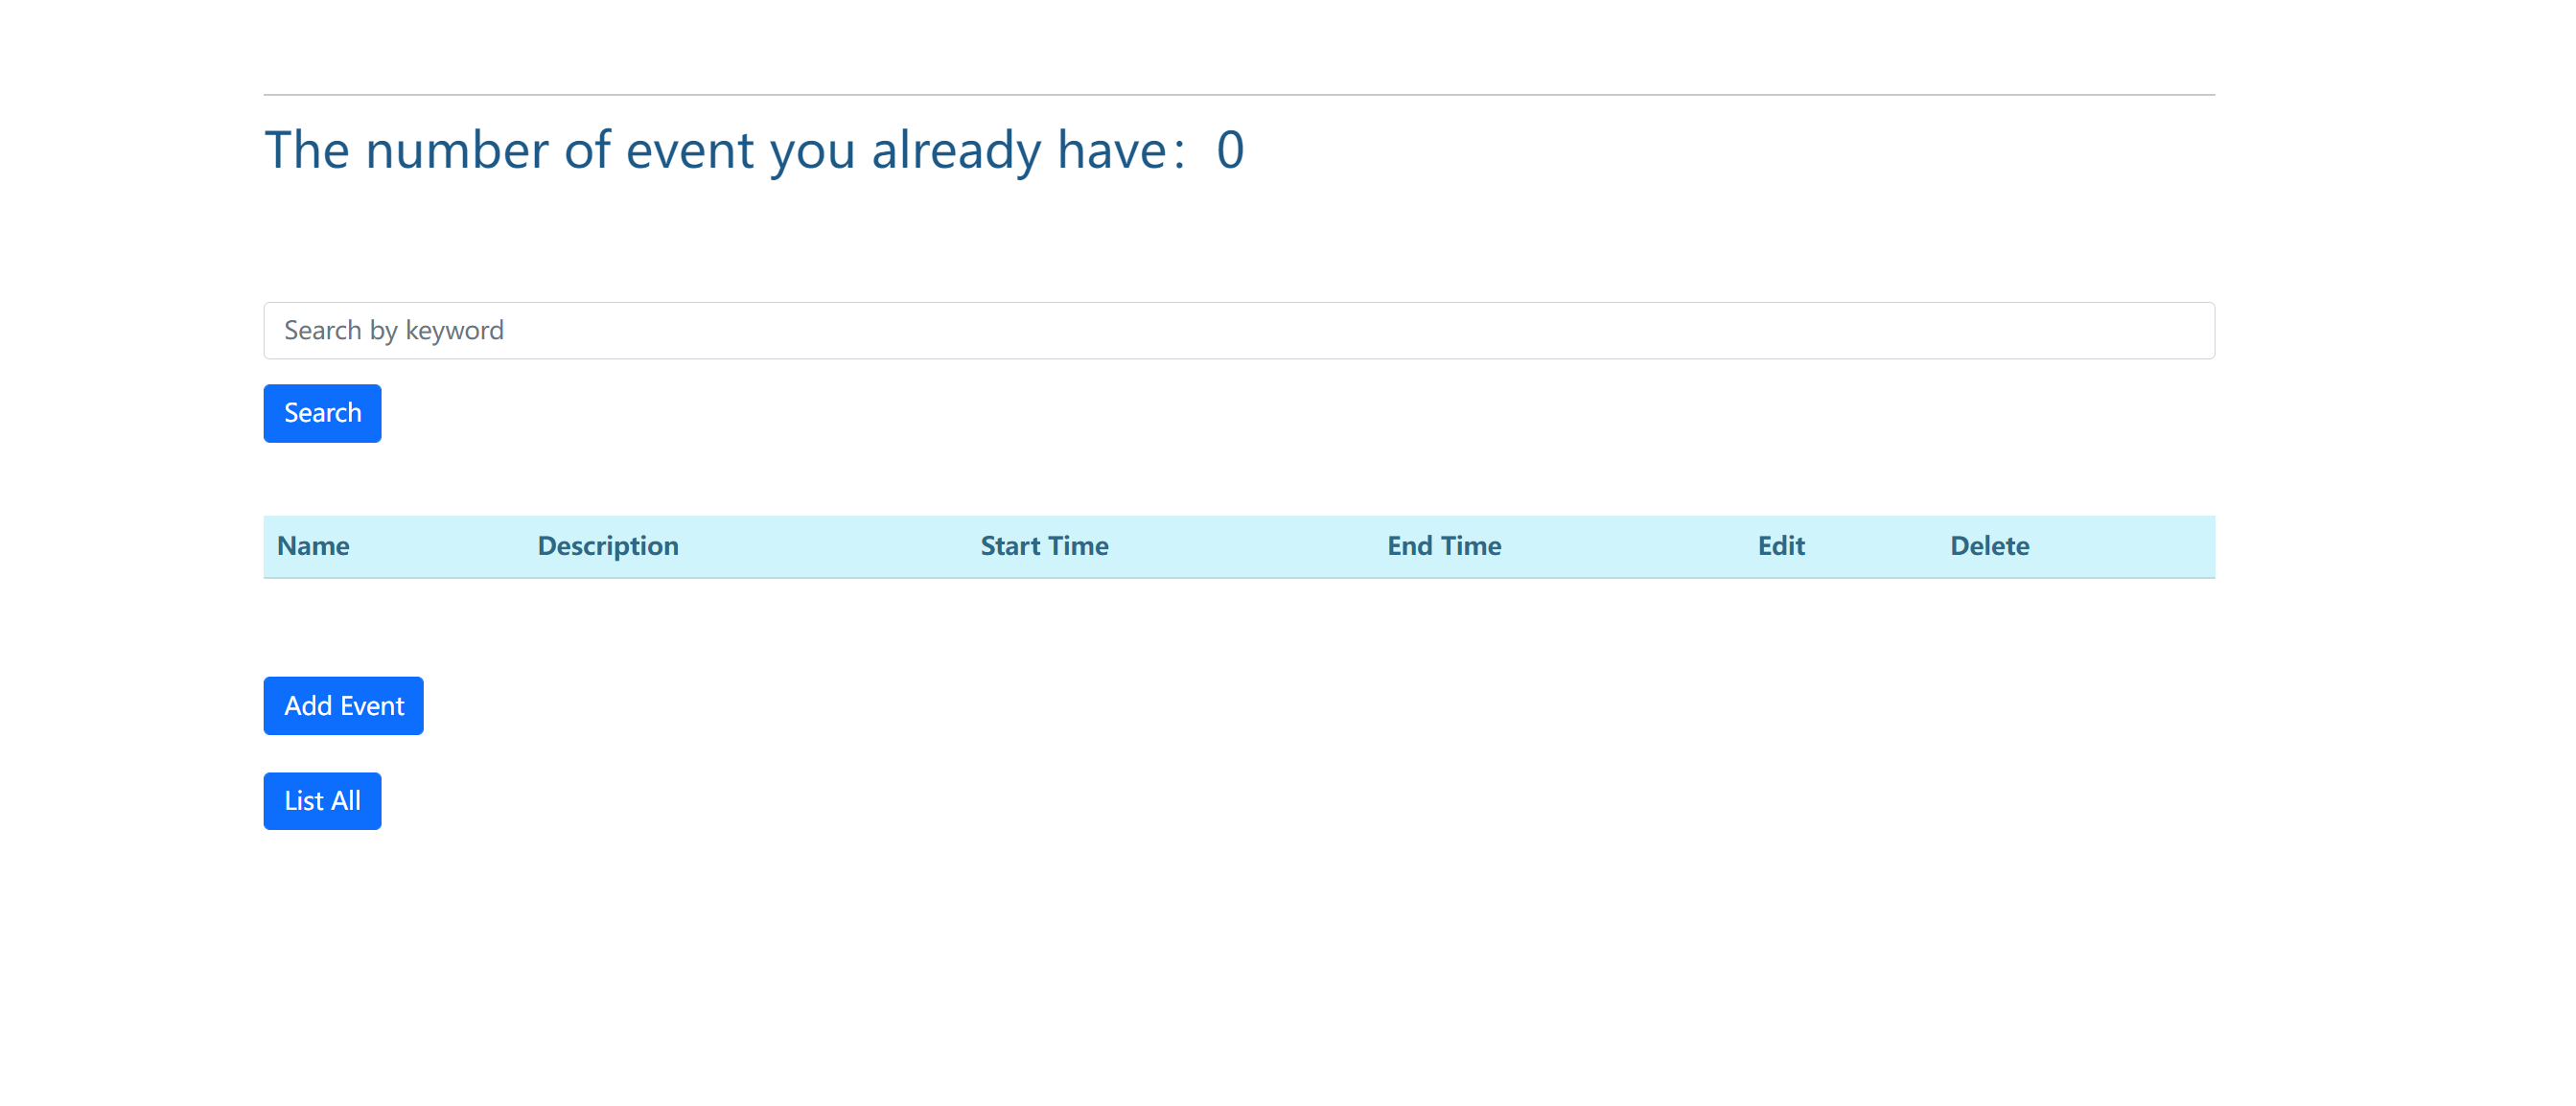 The number of event you already have：0
Search by keyword
Search
Name Description Start Time End Time Edit Delete
Add Event
List All